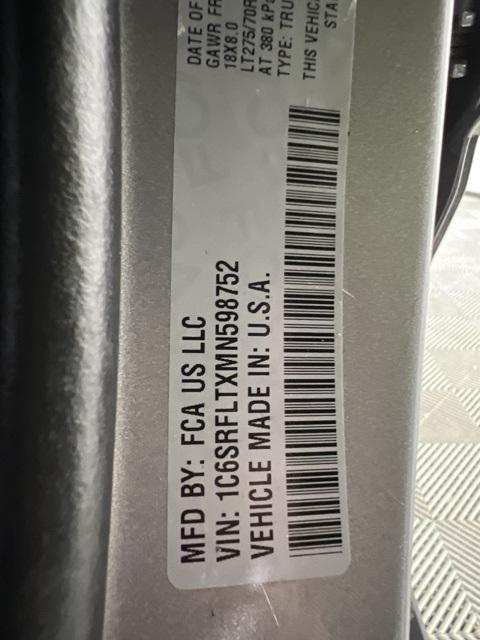 MFD BY: FCA US LLC
VIN: 1C6SRFLTXMN598752
VEHICLE MADE IN: U.S.A.
DATE OF
GAWR FR
18X8.0
LT275/70R
AT 380 kPa
TYPE: TRU
THIS VEHIC
STA